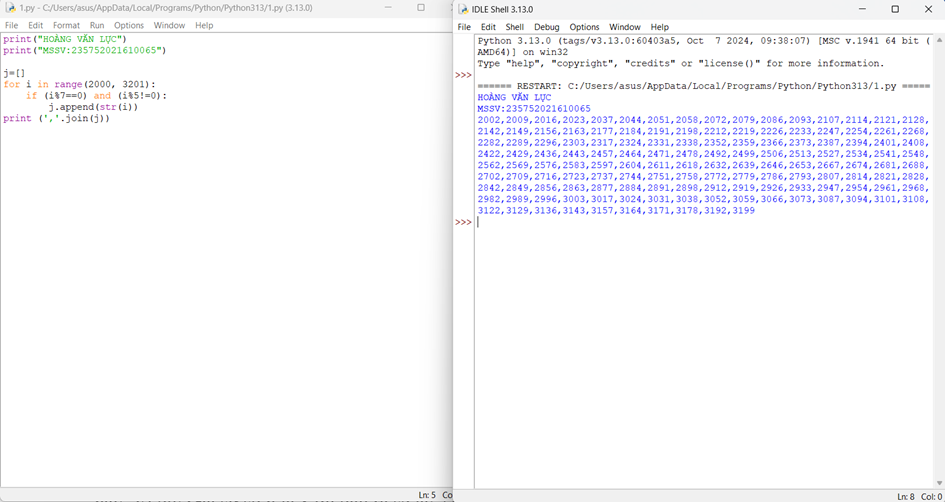 1.py - C:/Users/asus/AppData/Local/Programs/Python/Python313/1.py (3.13.0)
File Edit Format Run Options Window Help
print("HOÀNG VĂN LỰC")
print("MSSV:235752021610065")
j=[]
for i in range(2000, 3201):
    if (i%7==0) and (i%5!=0):
        j.append(str(i))
print (','.join(j))
Ln: 5 Co
IDLE Shell 3.13.0
File Edit Shell Debug Options Window Help
Python 3.13.0 (tags/v3.13.0:60403a5, Oct  7 2024, 09:38:07) [MSC v.1941 64 bit (
AMD64)] on win32
Type "help", "copyright", "credits" or "license()" for more information.
>>>
====== RESTART: C:/Users/asus/AppData/Local/Programs/Python/Python313/1.py =====
HOÀNG VĂN LỰC
MSSV:235752021610065
2002,2009,2016,2023,2037,2044,2051,2058,2072,2079,2086,2093,2107,2114,2121,2128,
2142,2149,2156,2163,2177,2184,2191,2198,2212,2219,2226,2233,2247,2254,2261,2268,
2282,2289,2296,2303,2317,2324,2331,2338,2352,2359,2366,2373,2387,2394,2401,2408,
2422,2429,2436,2443,2457,2464,2471,2478,2492,2499,2506,2513,2527,2534,2541,2548,
2562,2569,2576,2583,2597,2604,2611,2618,2632,2639,2646,2653,2667,2674,2681,2688,
2702,2709,2716,2723,2737,2744,2751,2758,2772,2779,2786,2793,2807,2814,2821,2828,
2842,2849,2856,2863,2877,2884,2891,2898,2912,2919,2926,2933,2947,2954,2961,2968,
2982,2989,2996,3003,3017,3024,3031,3038,3052,3059,3066,3073,3087,3094,3101,3108,
3122,3129,3136,3143,3157,3164,3171,3178,3192,3199
>>>
Ln: 8 Col: 0